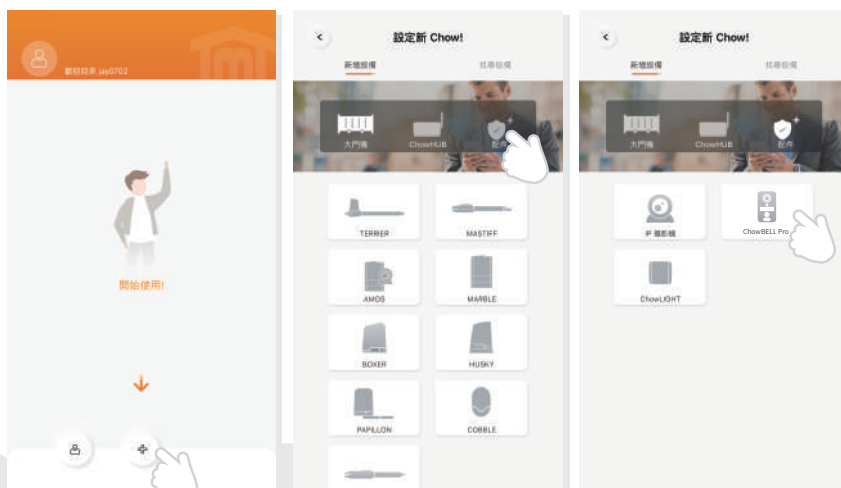 歡迎回來 jay0702
開始使用!
設定新 Chow!
新增設備
找尋設備
大門機
ChowHUB
配件
TERRIER
MASTIFF
AMOS
MARBLE
BOXER
HUSKY
PAPILLON
COBBLE
設定新 Chow!
新增設備
找尋設備
大門機
ChowHUB
配件
IP 攝影機
ChowBELL Pro
ChowLIGHT